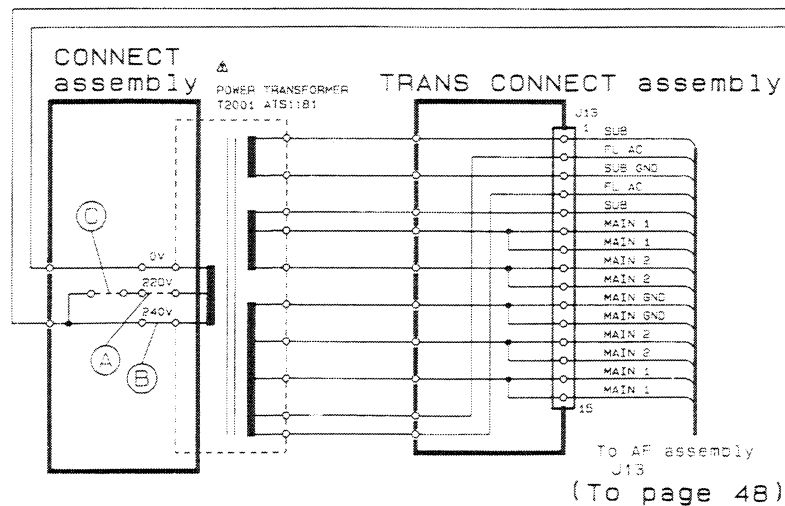 CONNECT
assembly
POWER TRANSFORMER
T2001 ATS1181
TRANS CONNECT assembly
J13
1
SUB
FL AC
SUB GND
FL AC
SUB
MAIN 1
MAIN 1
MAIN 2
MAIN 2
MAIN GND
MAIN GND
MAIN 2
MAIN 2
MAIN 1
MAIN 1
15
C
0V
220V
240V
A
B
To AF assembly
J13
(To page 48)